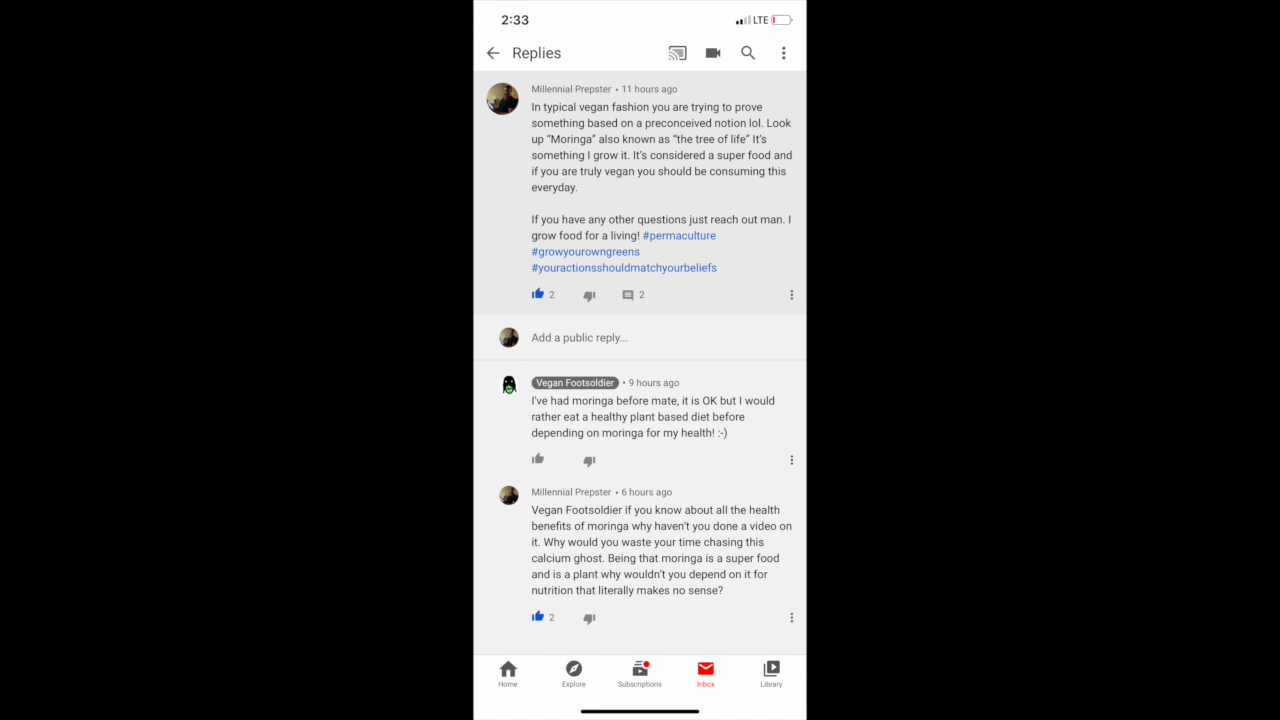 2:33
LTE
Replies
Millennial Prepster • 11 hours ago
In typical vegan fashion you are trying to prove
something based on a preconceived notion lol. Look
up “Moringa” also known as “the tree of life” It’s
something I grow it. It’s considered a super food and
if you are truly vegan you should be consuming this
everyday.
If you have any other questions just reach out man. I
grow food for a living! #permaculture
#growyourowngreens
#youractionsshouldmatchyourbeliefs
2
2
Add a public reply...
Vegan Footsoldier • 9 hours ago
I've had moringa before mate, it is OK but I would
rather eat a healthy plant based diet before
depending on moringa for my health! :-)
Millennial Prepster • 6 hours ago
Vegan Footsoldier if you know about all the health
benefits of moringa why haven’t you done a video on
it. Why would you waste your time chasing this
calcium ghost. Being that moringa is a super food
and is a plant why wouldn’t you depend on it for
nutrition that literally makes no sense?
2
Home
Explore
Subscriptions
Inbox
Library